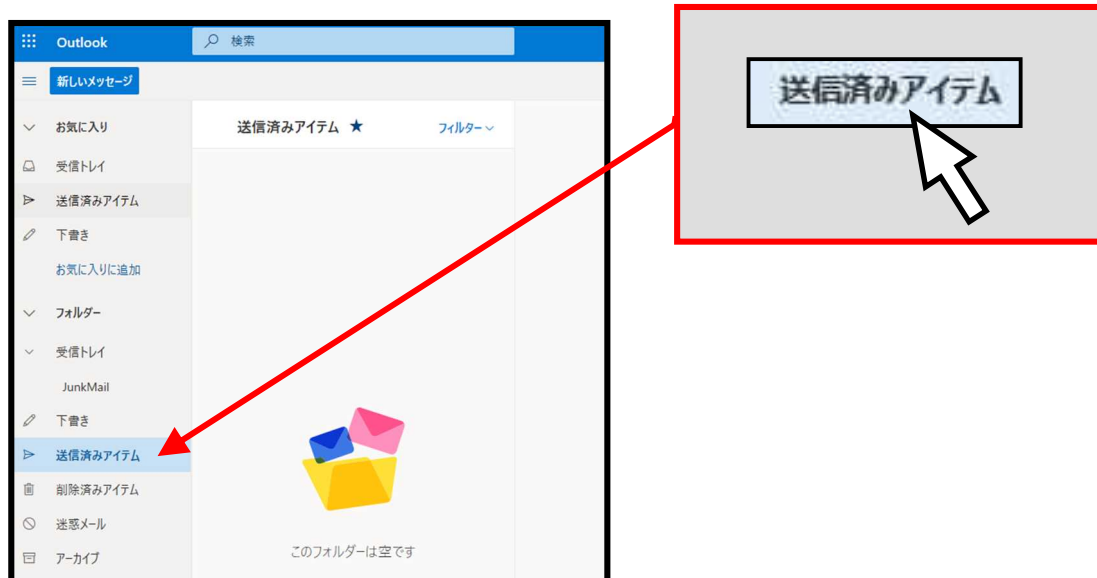 Outlook
検索
新しいメッセージ
お気に入り
受信トレイ
送信済みアイテム
下書き
お気に入りに追加
フォルダー
受信トレイ
JunkMail
下書き
送信済みアイテム
削除済みアイテム
迷惑メール
アーカイブ
送信済みアイテム ★
フィルター
このフォルダーは空です
送信済みアイテム